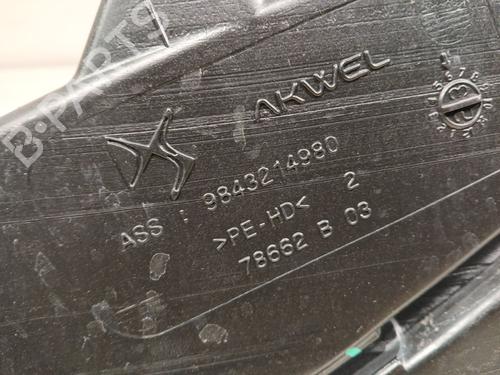 B-PARTS
AKWEL
ASS : 9843214980
>PE-HD< 2
78662 B 03